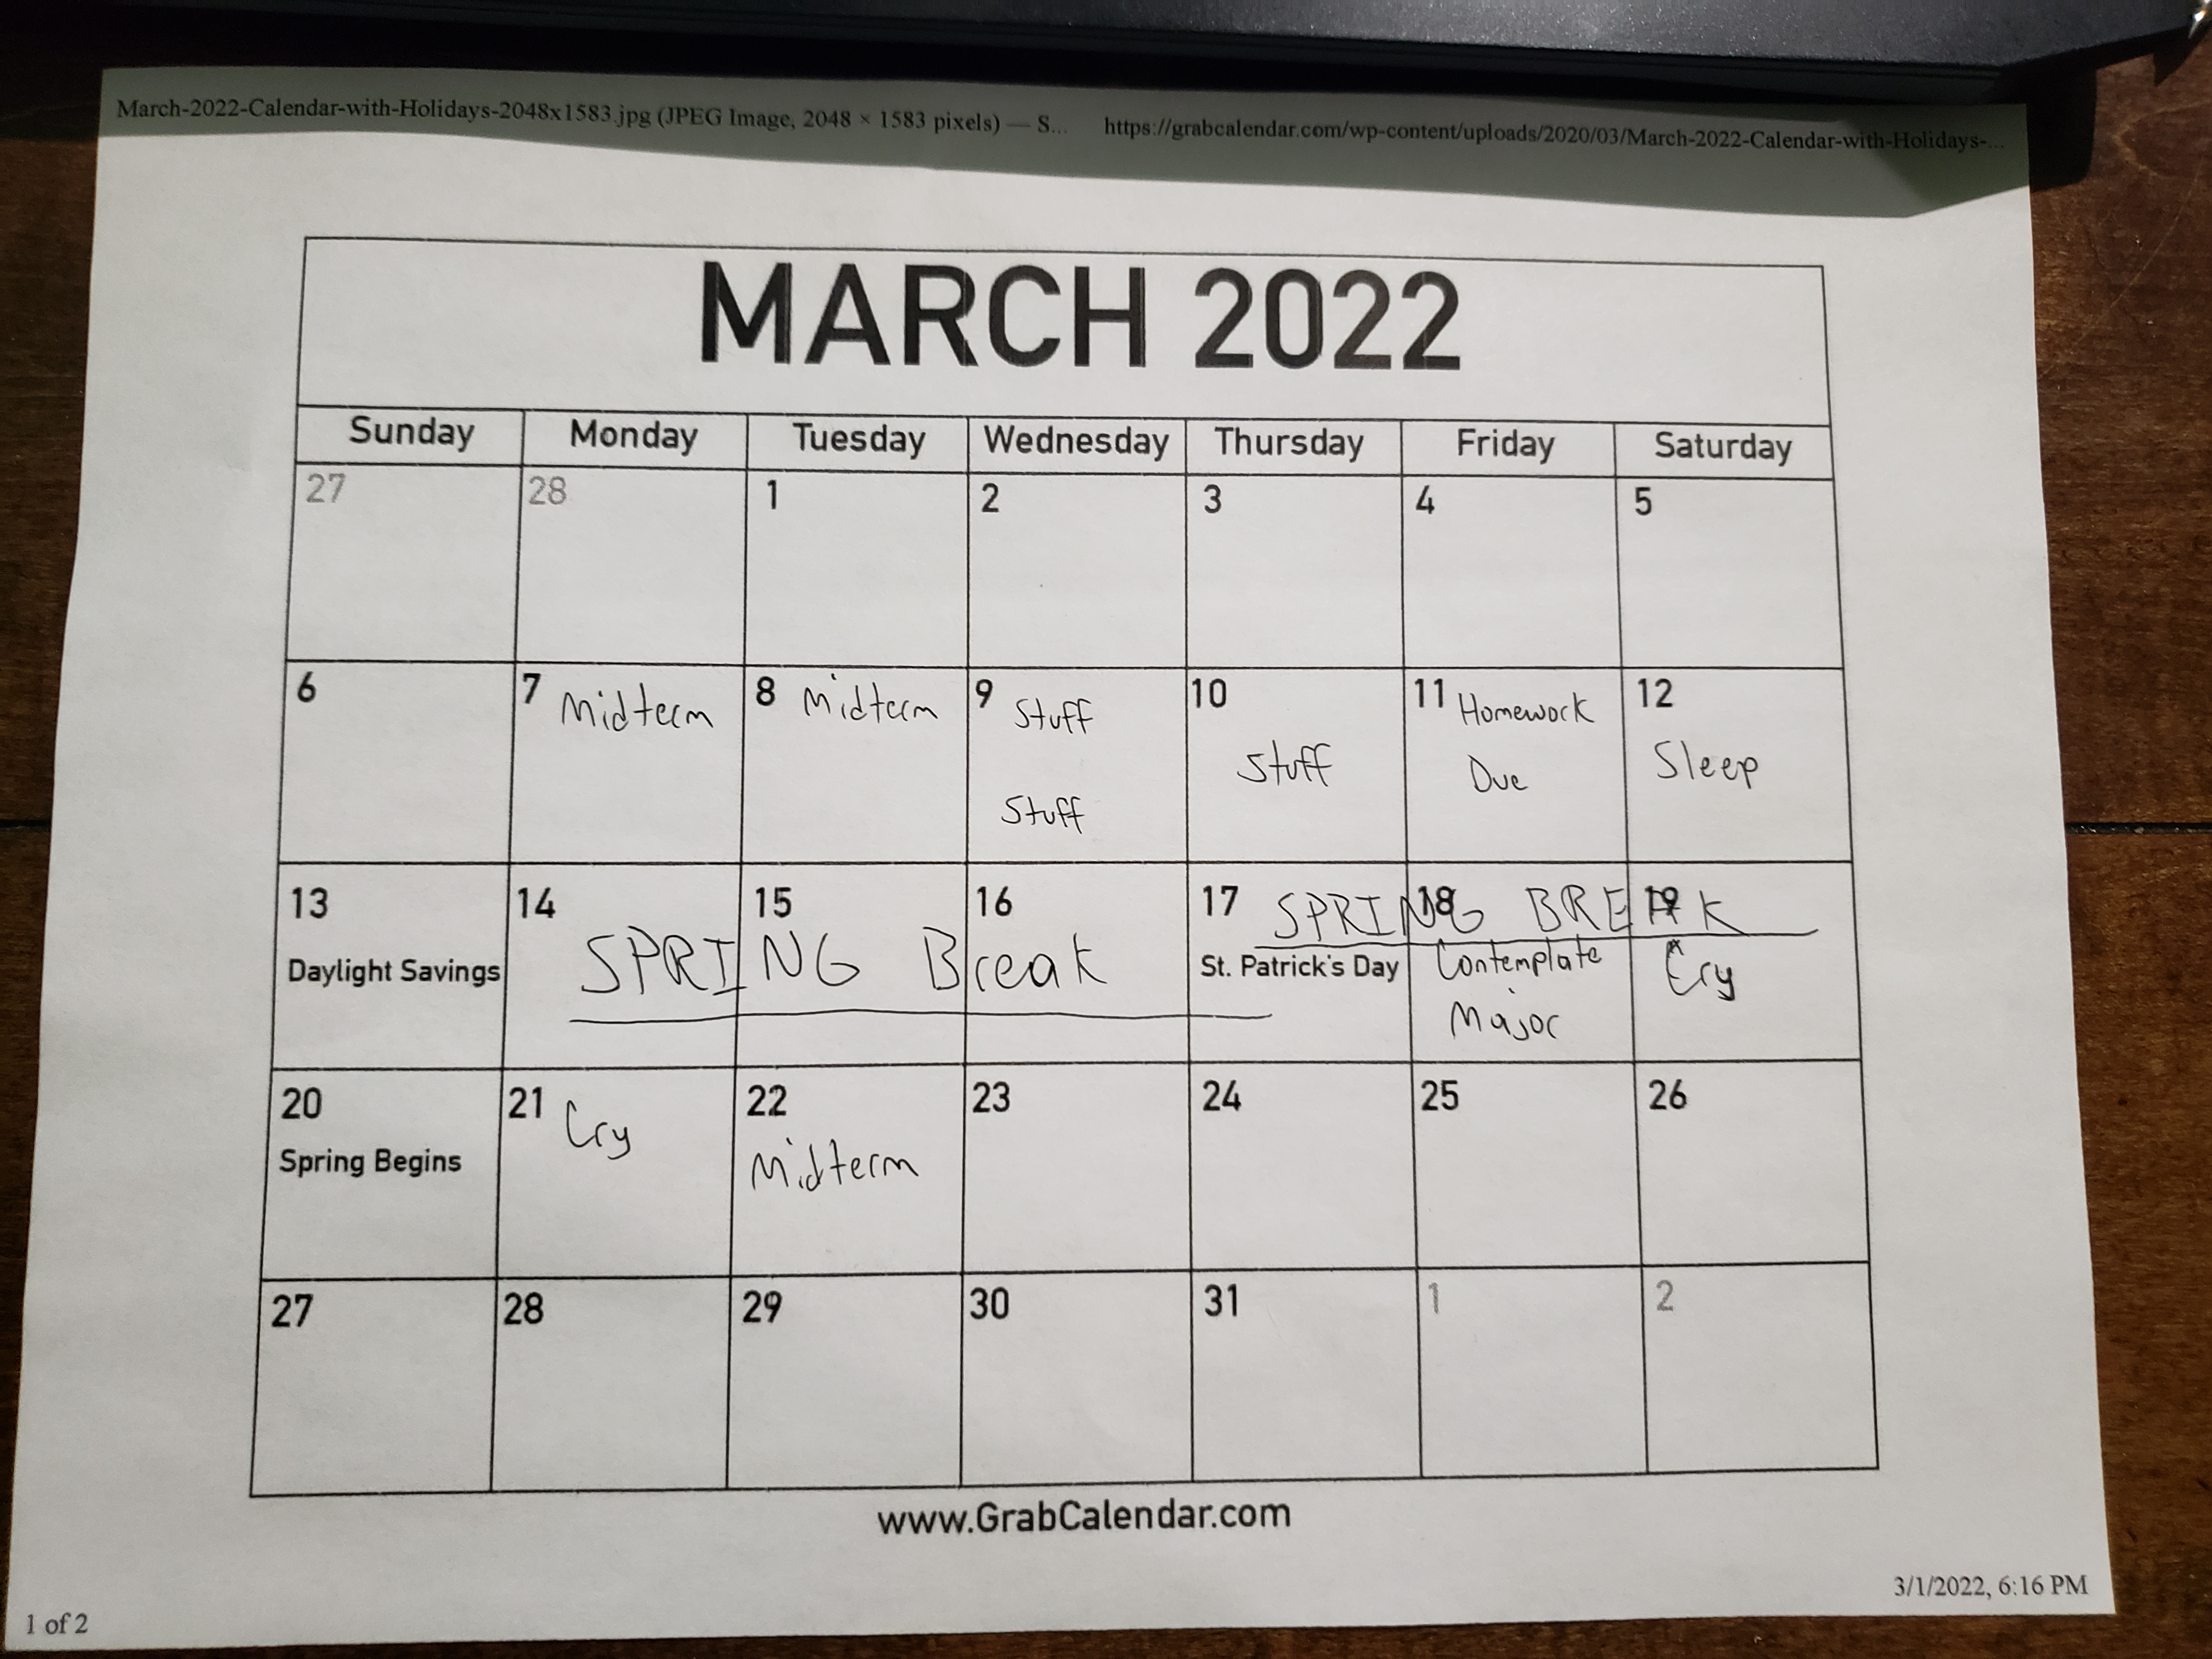 March-2022-Calendar-with-Holidays-2048x1583.jpg (JPEG Image, 2048 × 1583 pixels) — S... https://grabcalendar.com/wp-content/uploads/2020/03/March-2022-Calendar-with-Holidays-...
MARCH 2022
Sunday Monday Tuesday Wednesday Thursday Friday Saturday
27 28 1 2 3 4 5
6
7 Midterm
8 Midterm
9 Stuff
Stuff
10
Stuff
11 Homework
Due
12
Sleep
13
Daylight Savings
14 15 16
SPRING Break
17 18 19
SPRING BREAK
St. Patrick's Day
Contemplate
Major
Cry
20
Spring Begins
21 Cry
22
Midterm
23 24 25 26
27 28 29 30 31 1 2
www.GrabCalendar.com
1 of 2
3/1/2022, 6:16 PM